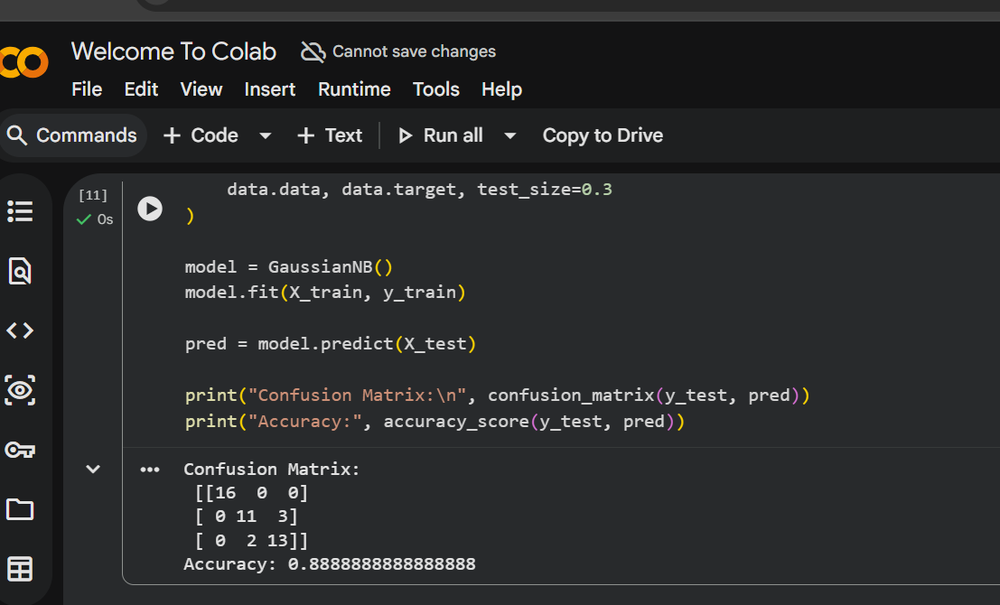 Welcome To Colab Cannot save changes
File Edit View Insert Runtime Tools Help
Commands + Code + Text Run all Copy to Drive
[11] data.data, data.target, test_size=0.3
0s )
model = GaussianNB()
model.fit(X_train, y_train)
pred = model.predict(X_test)
print("Confusion Matrix:\n", confusion_matrix(y_test, pred))
print("Accuracy:", accuracy_score(y_test, pred))
Confusion Matrix:
[[16  0  0]
[ 0 11  3]
[ 0  2 13]]
Accuracy: 0.8888888888888888